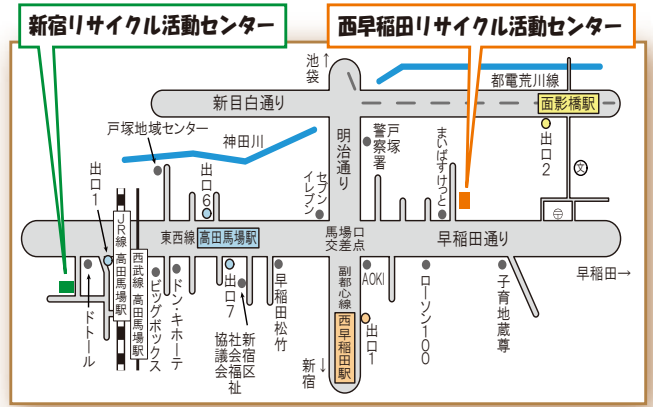 新宿リサイクル活動センター
西早稲田リサイクル活動センター
池袋↑
都電荒川線
新目白通り
面影橋駅
戸塚地域センター
神田川
明治通り
戸塚警察署
まいばすけっと
出口2
文
出口1
出口6
セブンイレブン
JR線 高田馬場駅
西武線 高田馬場駅
東西線
高田馬場駅
馬場口交差点
早稲田通り
早稲田→
ドトール
ビッグボックス
ドン・キホーテ
出口7
新宿区社会福祉協議会
早稲田松竹
副都心線
西早稲田駅
AOKI
出口1
ローソン100
子育地蔵尊
新宿↓